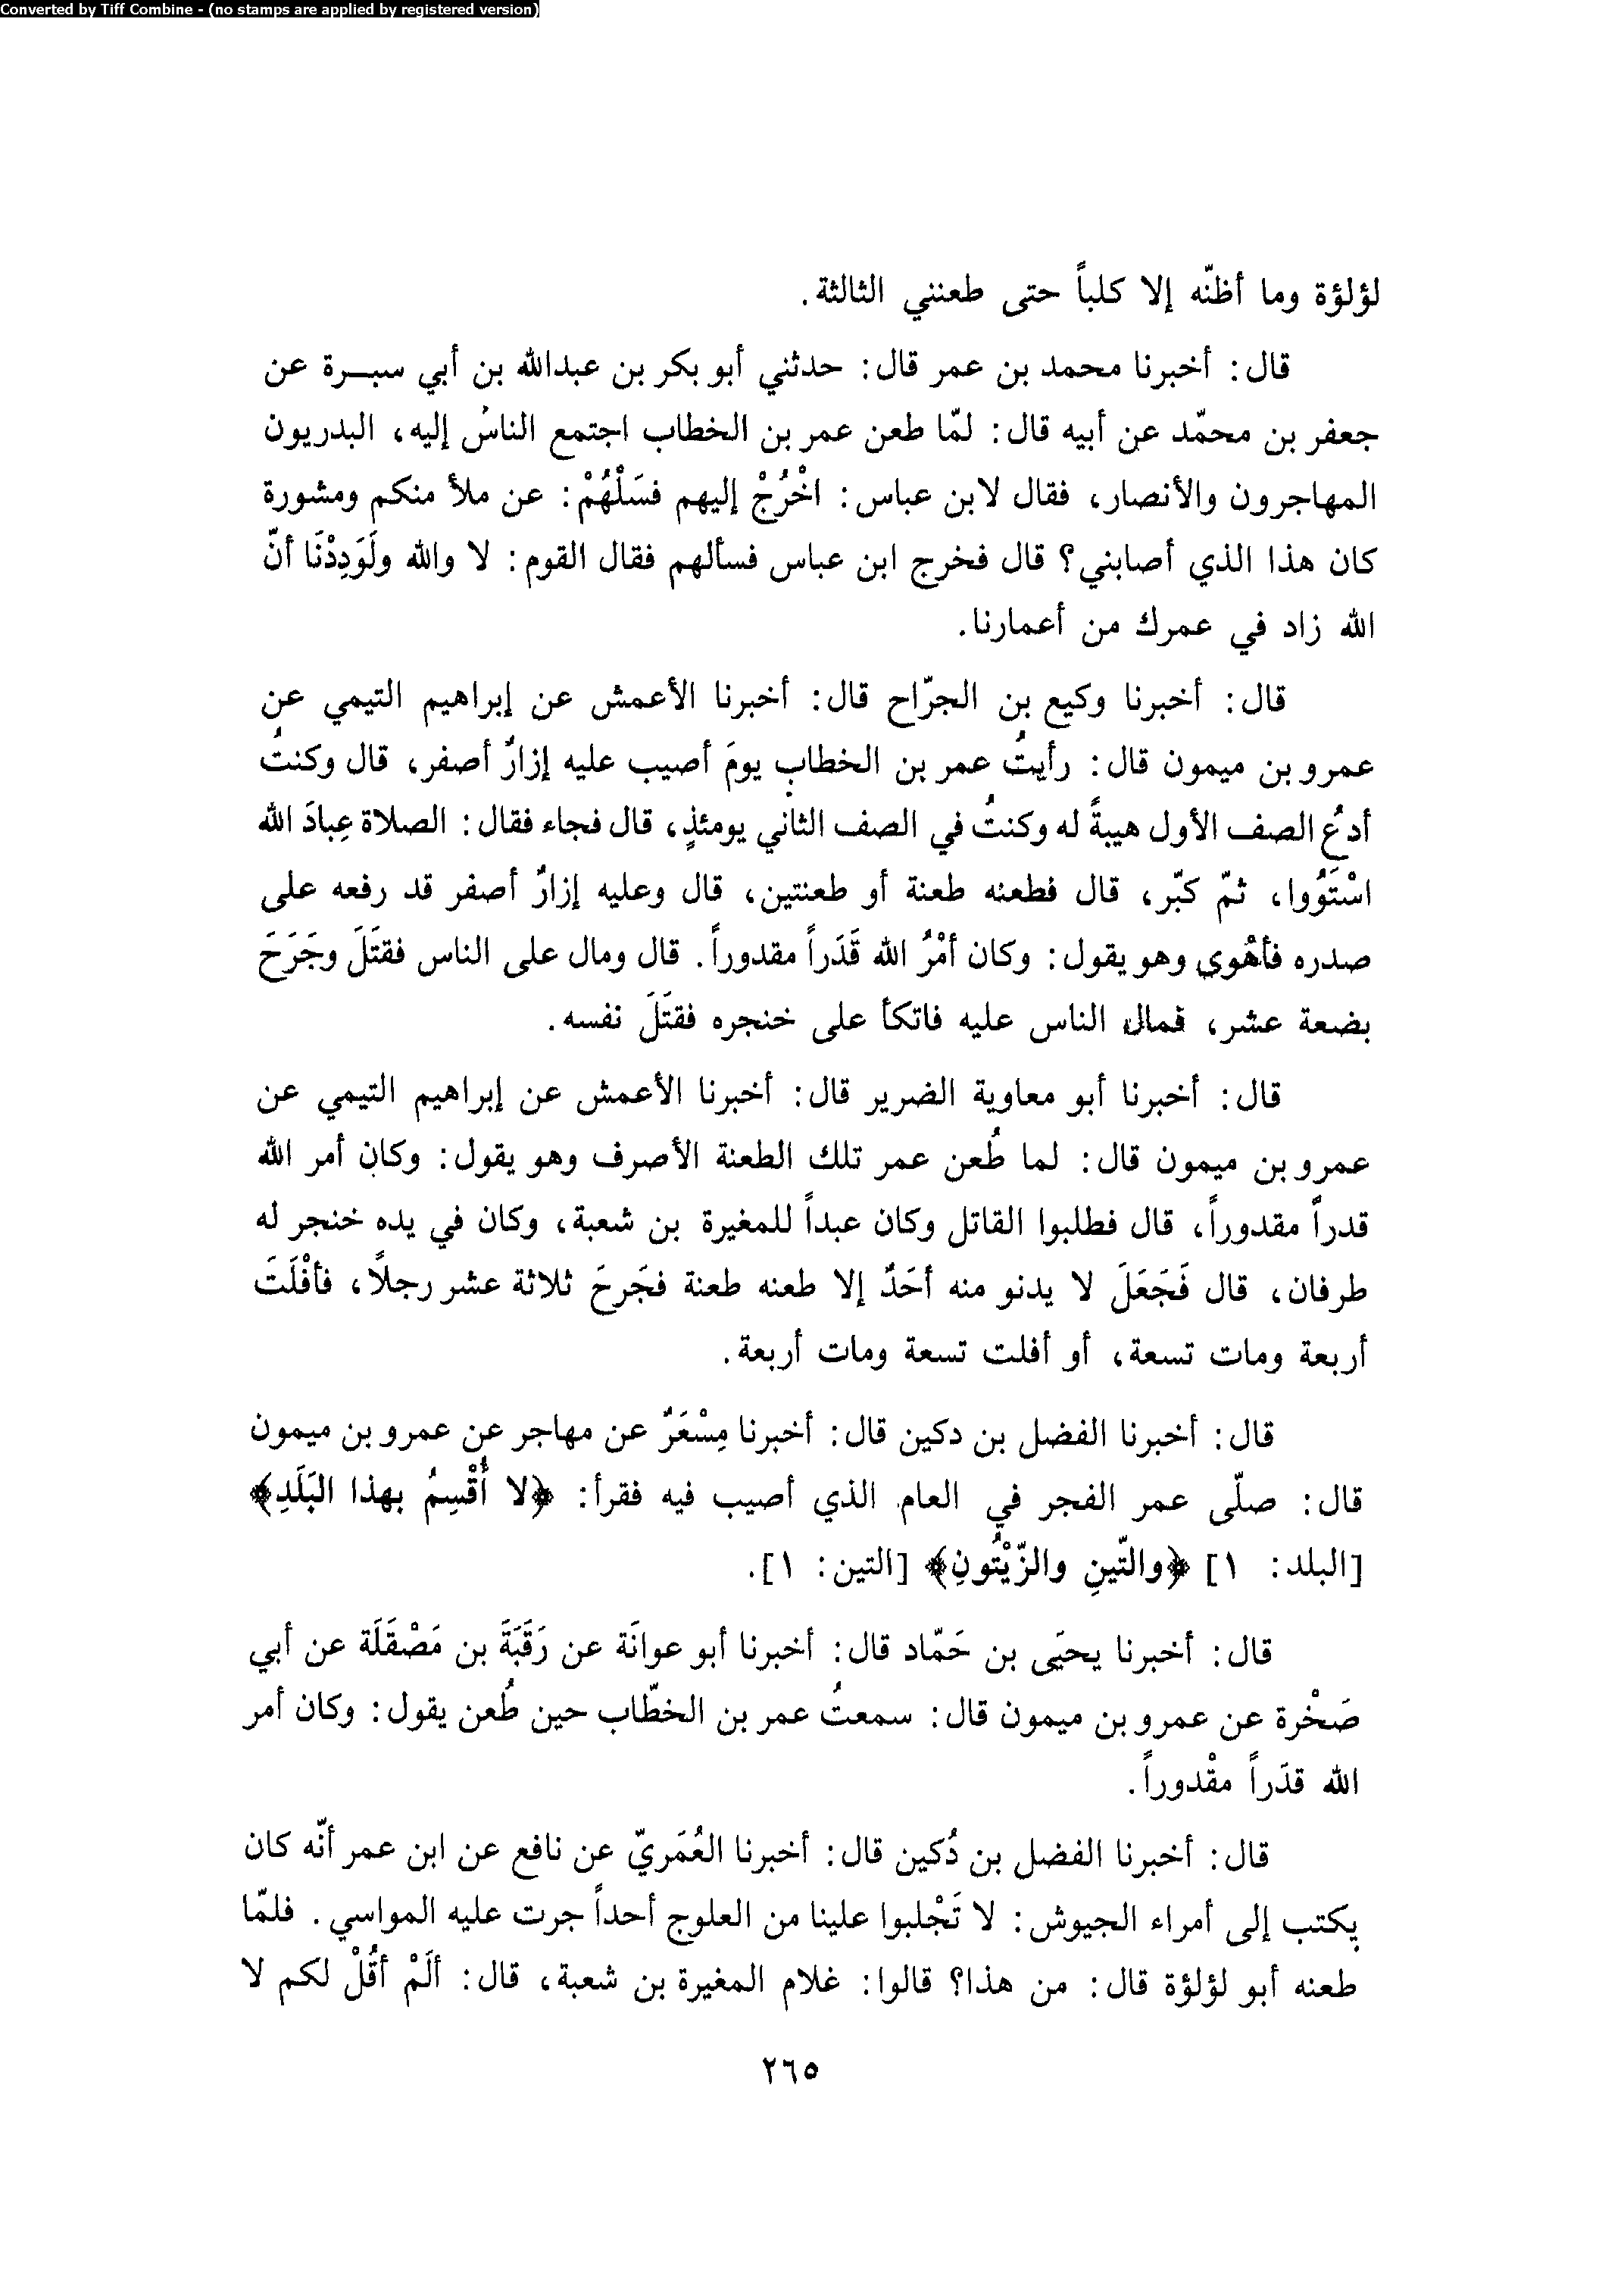 Converted by Tiff Combine - (no stamps are applied by registered version)
لؤلؤة وما أظنّه إلا كلباً حتى طعنني الثالثة.
قال: أخبرنا محمد بن عمر قال: حدثني أبو بكر بن عبدالله بن أبي سبـرة عن
جعفر بن محمّد عن أبيه قال: لمّا طعن عمر بن الخطاب اجتمع الناسُ إليه، البدريون
المهاجرون والأنصار، فقال لابن عباس: اخْرُجْ إليهم فسَلْهُمْ: عن ملأ منكم ومشورة
كان هذا الذي أصابني؟ قال فخرج ابن عباس فسألهم فقال القوم: لا والله ولَوَدِدْنَا أنّ
الله زاد في عمرك من أعمارنا.
قال: أخبرنا وكيع بن الجرّاح قال: أخبرنا الأعمش عن إبراهيم التيمي عن
عمرو بن ميمون قال: رأيتُ عمر بن الخطاب يومَ أصيب عليه إزارٌ أصفر، قال وكنتُ
أدعُ الصف الأول هيبةً له وكنتُ في الصف الثاني يومئذٍ، قال فجاء فقال: الصلاة عِبادَ الله
اسْتَوُوا، ثمّ كبّر، قال فطعنه طعنة أو طعنتين، قال وعليه إزارٌ أصفر قد رفعه على
صدره فأهْوى وهو يقول: وكان أمْرُ الله قَدَراً مقدوراً. قال ومال على الناس فقتَلَ وجَرَحَ
بضعة عشر، فمال الناس عليه فاتكأ على خنجره فقتَلَ نفسه.
قال: أخبرنا أبو معاوية الضرير قال: أخبرنا الأعمش عن إبراهيم التيمي عن
عمرو بن ميمون قال: لما طُعن عمر تلك الطعنة الأصرف وهو يقول: وكان أمر الله
قدراً مقدوراً، قال فطلبوا القاتل وكان عبداً للمغيرة بن شعبة، وكان في يده خنجر له
طرفان، قال فَجَعَلَ لا يدنو منه أحَدٌ إلا طعنه طعنة فجَرحَ ثلاثة عشر رجلاً، فأفْلَتَ
أربعة ومات تسعة، أو أفلت تسعة ومات أربعة.
قال: أخبرنا الفضل بن دكين قال: أخبرنا مِسْعَرٌ عن مهاجر عن عمرو بن ميمون
قال: صلّى عمر الفجر في العام الذي أصيب فيه فقرأ: ﴿لا أُقْسِمُ بهذا البَلَدِ﴾
[البلد: ١] ﴿والتّينِ والزّيْتُونِ﴾ [التين: ١].
قال: أخبرنا يحيَى بن حَمّاد قال: أخبرنا أبو عوانَة عن رَقَبَةَ بن مَصْقَلَة عن أبي
صَخْرة عن عمرو بن ميمون قال: سمعتُ عمر بن الخطّاب حين طُعن يقول: وكان أمر
الله قدَراً مقْدوراً.
قال: أخبرنا الفضل بن دُكين قال: أخبرنا العُمَريّ عن نافع عن ابن عمر أنّه كان
يكتب إلى أمراء الجيوش: لا تَجْلبوا علينا من العلوج أحداً جرت عليه المواسي. فلمّا
طعنه أبو لؤلؤة قال: من هذا؟ قالوا: غلام المغيرة بن شعبة، قال: ألَمْ أقُلْ لكم لا
٢٦٥